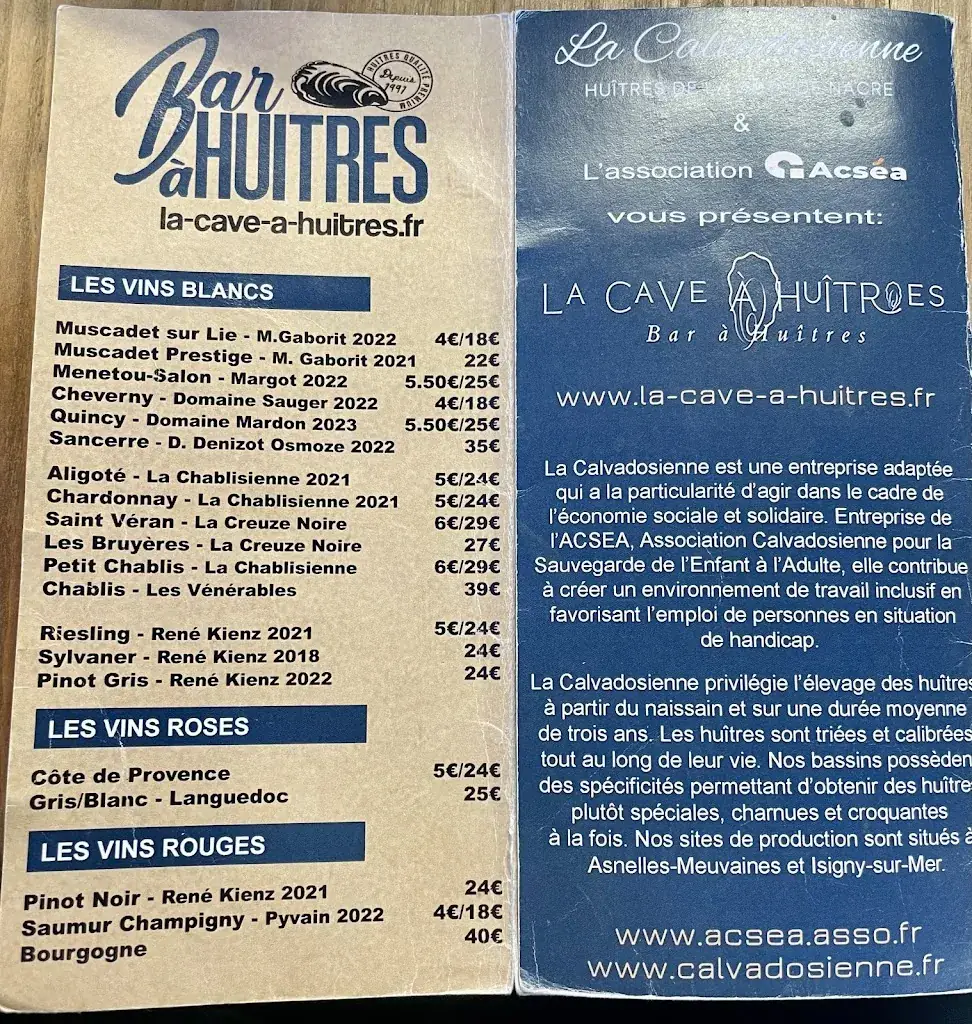 Bar
à HUITRES
HUITRES QUALITÉ PREMIUM
Depuis
1997
la-cave-a-huitres.fr
LES VINS BLANCS
Muscadet sur Lie - M.Gaborit 2022 4€/18€
Muscadet Prestige - M. Gaborit 2021 22€
Menetou-Salon - Margot 2022 5.50€/25€
Cheverny - Domaine Sauger 2022 4€/18€
Quincy - Domaine Mardon 2023 5.50€/25€
Sancerre - D. Denizot Osmoze 2022 35€
Aligoté - La Chablisienne 2021 5€/24€
Chardonnay - La Chablisienne 2021 5€/24€
Saint Véran - La Creuze Noire 6€/29€
Les Bruyères - La Creuze Noire 27€
Petit Chablis - La Chablisienne 6€/29€
Chablis - Les Vénérables 39€
Riesling - René Kienz 2021 5€/24€
Sylvaner - René Kienz 2018 24€
Pinot Gris - René Kienz 2022 24€
LES VINS ROSES
Côte de Provence 5€/24€
Gris/Blanc - Languedoc 25€
LES VINS ROUGES
Pinot Noir - René Kienz 2021 24€
Saumur Champigny - Pyvain 2022 4€/18€
Bourgogne 40€
La Calvadosienne
HUÎTRES DE NACRE
&
L'association Acséa
vous présentent:
LA CAVE À HUÎTRES
Bar à Huîtres
www.la-cave-a-huitres.fr
La Calvadosienne est une entreprise adaptée
qui a la particularité d'agir dans le cadre de
l'économie sociale et solidaire. Entreprise de
l'ACSEA, Association Calvadosienne pour la
Sauvegarde de l'Enfant à l'Adulte, elle contribue
à créer un environnement de travail inclusif en
favorisant l'emploi de personnes en situation
de handicap.
La Calvadosienne privilégie l'élevage des huîtres
à partir du naissain et sur une durée moyenne
de trois ans. Les huîtres sont triées et calibrées
tout au long de leur vie. Nos bassins possèden
des spécificités permettant d'obtenir des huître
plutôt spéciales, charnues et croquantes
à la fois. Nos sites de production sont situés à
Asnelles-Meuvaines et Isigny-sur-Mer.
www.acsea.asso.fr
www.calvadosienne.fr